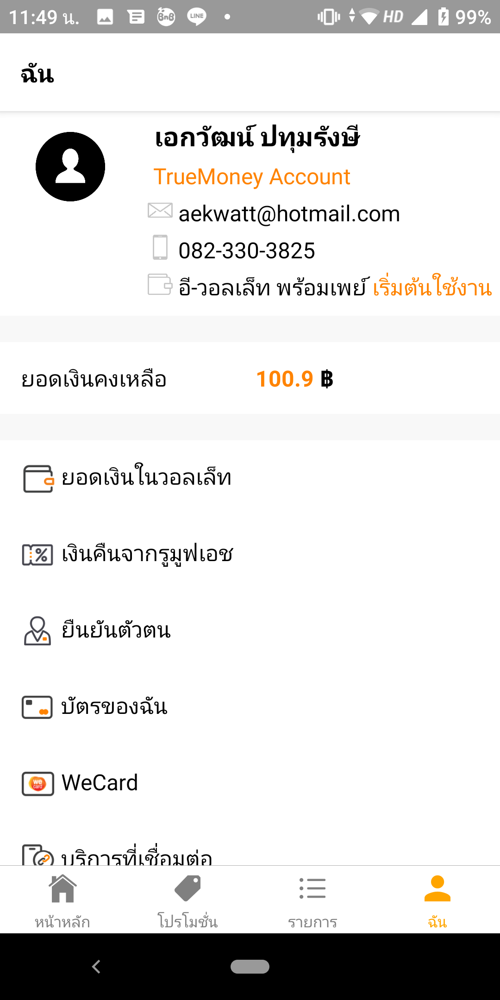 11:49 น. BnB LINE HD 99%
ฉัน
เอกวัฒน์ ปทุมรังษี
TrueMoney Account
aekwatt@hotmail.com
082-330-3825
อี-วอลเล็ท พร้อมเพย์ เริ่มต้นใช้งาน
ยอดเงินคงเหลือ 100.9 ฿
ยอดเงินในวอลเล็ท
% เงินคืนจากรูมูฟเอช
ยืนยันตัวตน
บัตรของฉัน
we card WeCard
บริการที่เชื่อมต่อ
หน้าหลัก โปรโมชั่น รายการ ฉัน